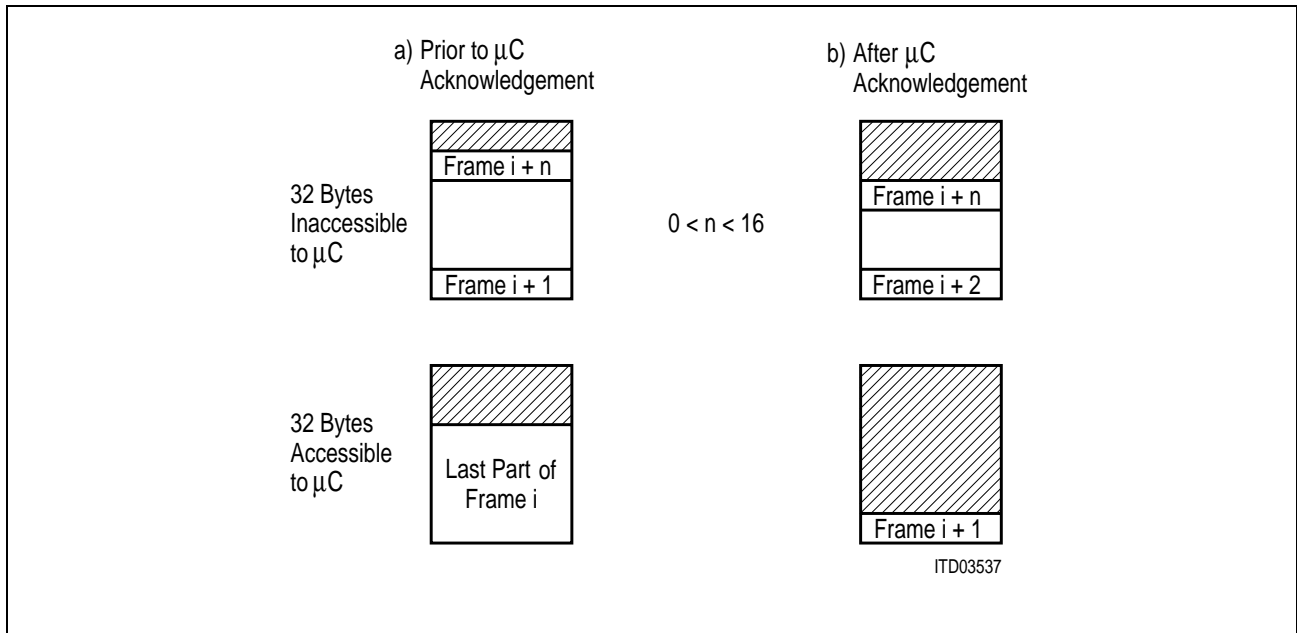 a) Prior to μC
Acknowledgement
b) After μC
Acknowledgement
32 Bytes
Inaccessible
to μC
Frame i + n
Frame i + 1
0 < n < 16
Frame i + n
Frame i + 2
32 Bytes
Accessible
to μC
Last Part of
Frame i
Frame i + 1
ITD03537